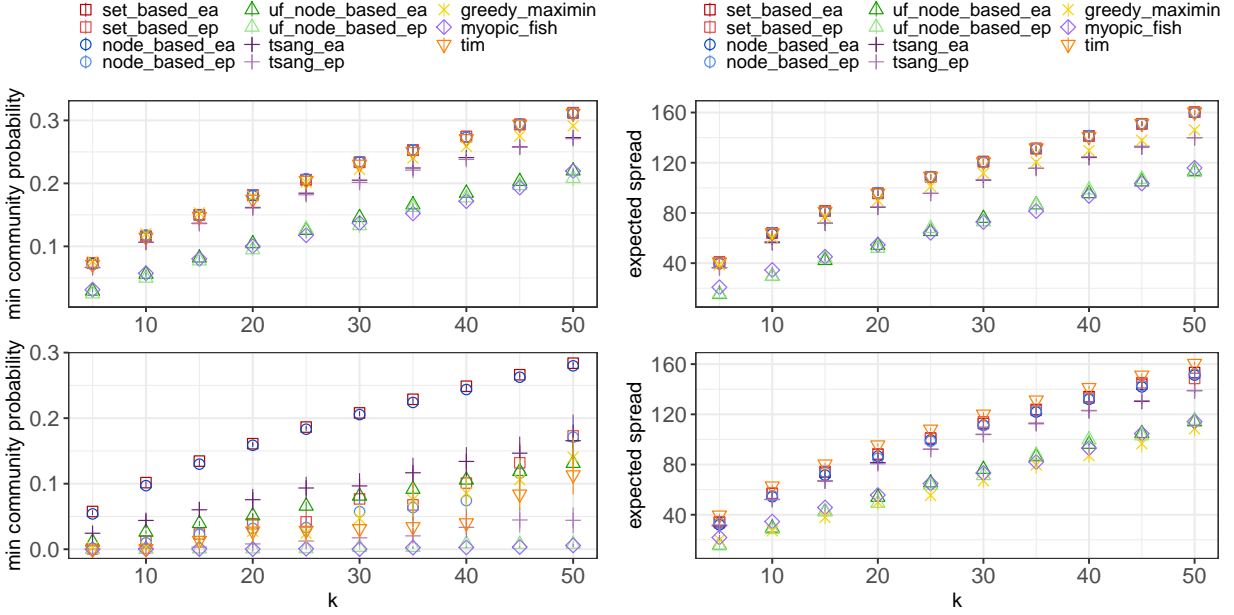 set_based_ea uf_node_based_ea greedy_maximin
set_based_ep uf_node_based_ep myopic_fish
node_based_ea tsang_ea tim
node_based_ep tsang_ep
set_based_ea uf_node_based_ea greedy_maximin
set_based_ep uf_node_based_ep myopic_fish
node_based_ea tsang_ea tim
node_based_ep tsang_ep
min community probability
0.3
0.2
0.1
10 20 30 40 50
expected spread
160
120
80
40
10 20 30 40 50
min community probability
0.3
0.2
0.1
0.0
10 20 30 40 50
k
expected spread
160
120
80
40
10 20 30 40 50
k